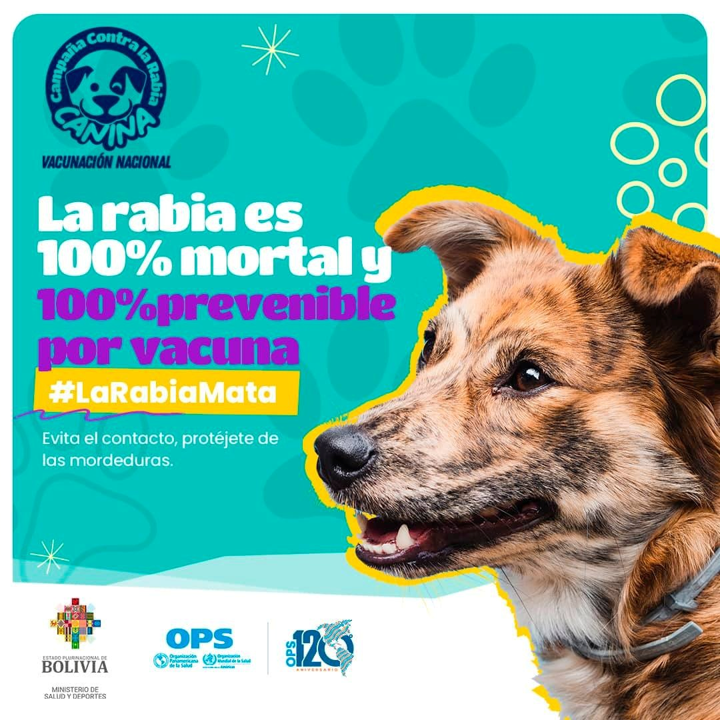 Campaña Contra la Rabia
CANINA
VACUNACIÓN NACIONAL
La rabia es
100% mortal y
100%prevenible
por vacuna
#LaRabiaMata
Evita el contacto, protéjete de
las mordeduras.
ESTADO PLURINACIONAL DE
BOLIVIA
MINISTERIO DE
SALUD Y DEPORTES
OPS
Organización
Panamericana
de la Salud
Organización
Mundial de la Salud
OPS
120
ANIVERSARIO